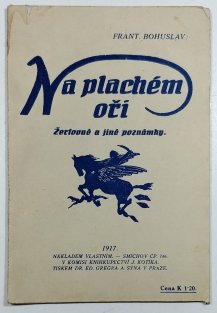 FRANT. BOHUSLAV:
Na plachém
oři
Žertovné a jiné poznámky.
1917.
NÁKLADEM VLASTNÍM. — SMÍCHOV ČP. 146.
V KOMISI KNIHKUPECTVÍ J. KOTÍKA.
TISKEM DR. ED. GRÉGRA A SYNA V PRAZE.
Cena K 1·20.